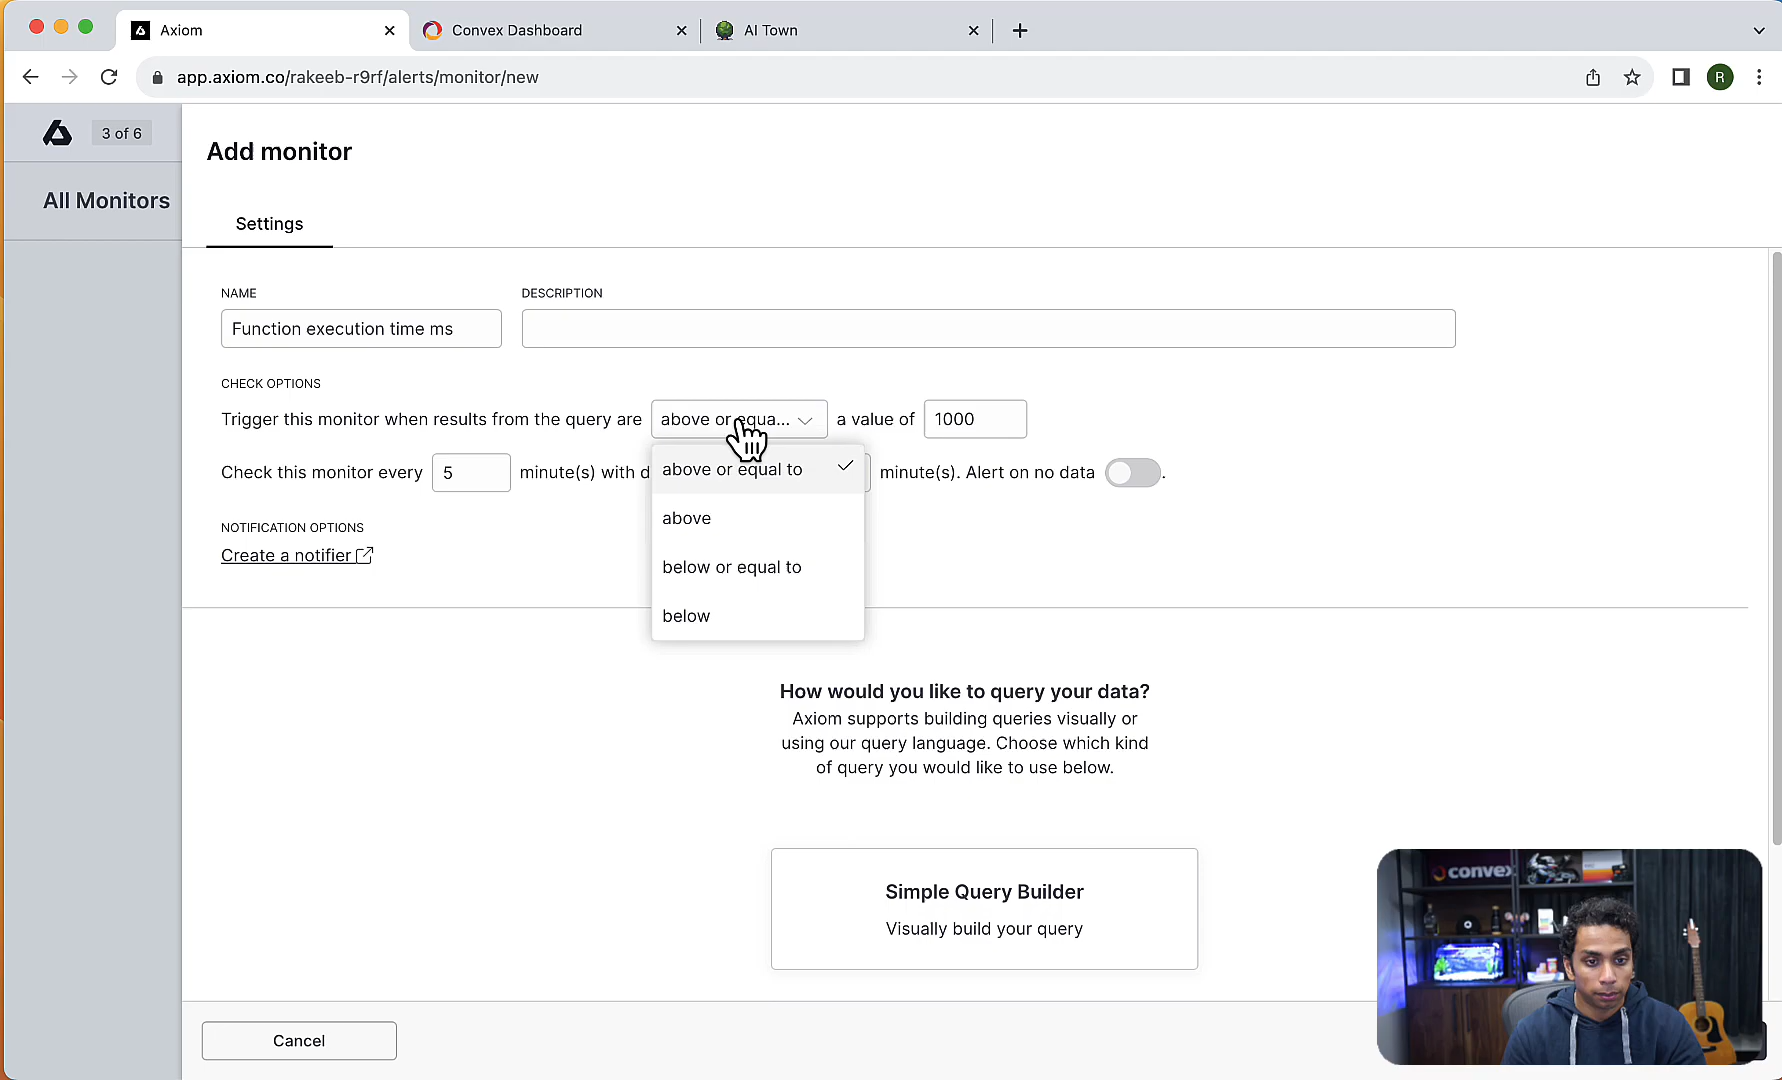 Axiom
Convex Dashboard
AI Town
app.axiom.co/rakeeb-r9rf/alerts/monitor/new
R
3 of 6
Add monitor
All Monitors
Settings
NAME
DESCRIPTION
Function execution time ms
CHECK OPTIONS
Trigger this monitor when results from the query are above or equa... a value of 1000
Check this monitor every 5 minute(s) with d minute(s). Alert on no data .
above or equal to
above
below or equal to
below
NOTIFICATION OPTIONS
Create a notifier
How would you like to query your data?
Axiom supports building queries visually or
using our query language. Choose which kind
of query you would like to use below.
Simple Query Builder
Visually build your query
convex
Cancel